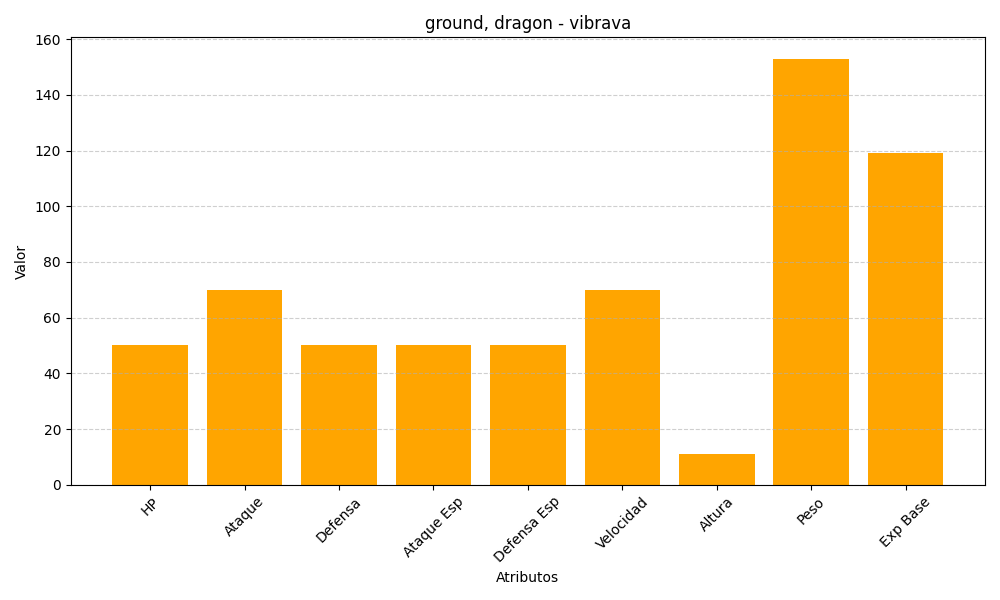 ground, dragon - vibrava
160
140
120
100
80
60
40
20
0
Valor
HP
Ataque
Defensa
Ataque Esp
Defensa Esp
Velocidad
Altura
Peso
Exp Base
Atributos